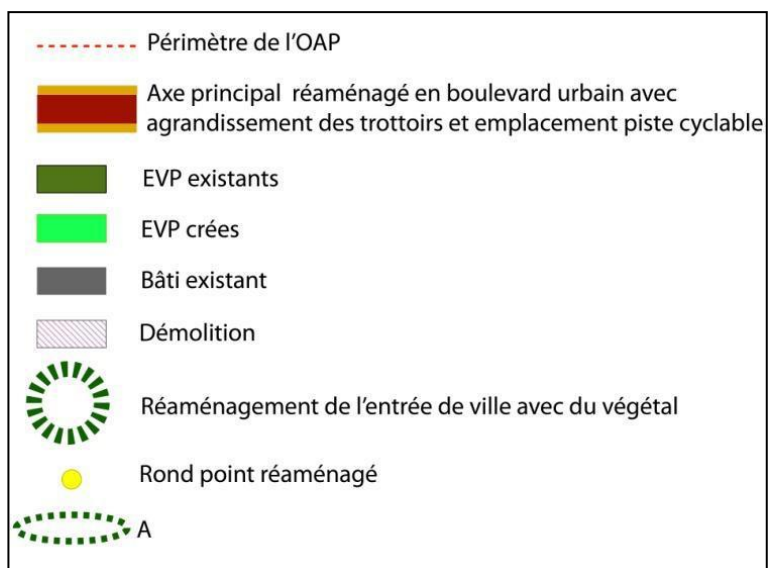 Périmètre de l'OAP
Axe principal réaménagé en boulevard urbain avec
agrandissement des trottoirs et emplacement piste cyclable
EVP existants
EVP crées
Bâti existant
Démolition
Réaménagement de l'entrée de ville avec du végétal
Rond point réaménagé
A